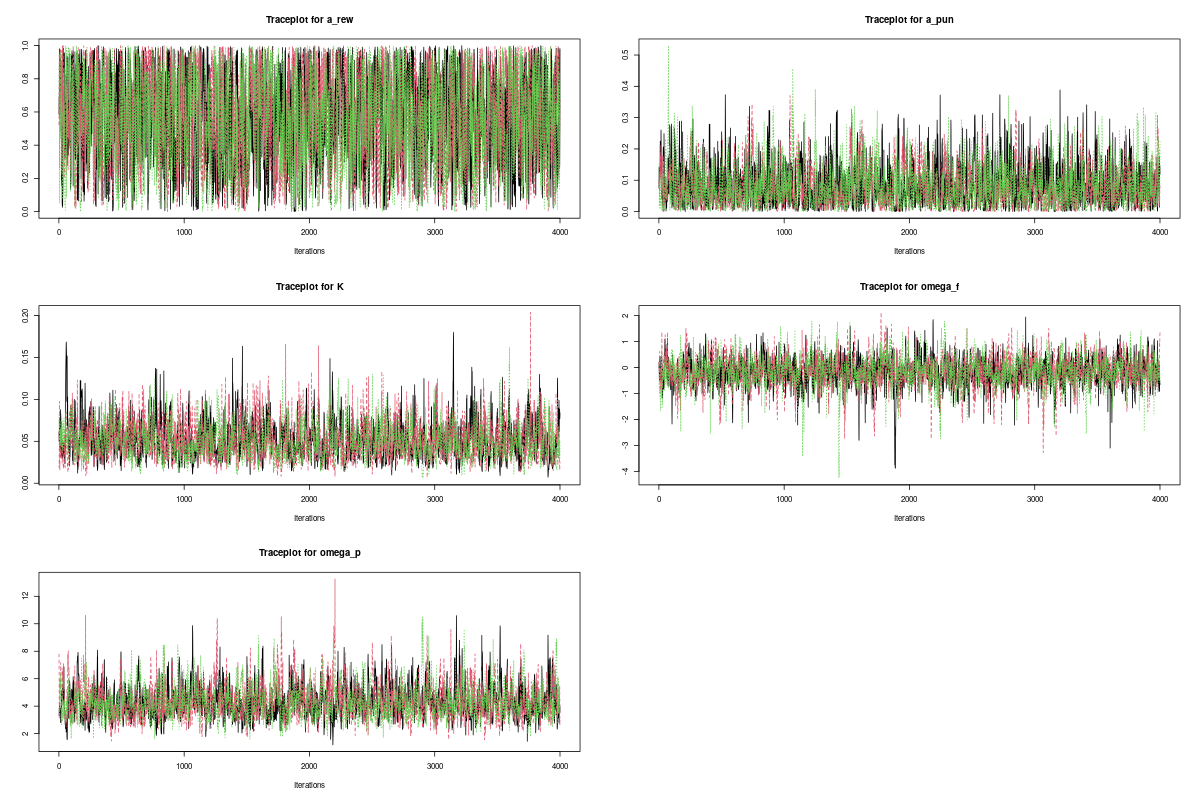 Traceplot for a_rew
1.0
0.8
0.6
0.4
0.2
0.0
0 1000 2000 3000 4000
Iterations
Traceplot for a_pun
0.5
0.4
0.3
0.2
0.1
0.0
0 1000 2000 3000 4000
Iterations
Traceplot for K
0.20
0.15
0.10
0.05
0.00
0 1000 2000 3000 4000
Iterations
Traceplot for omega_f
2
1
0
-1
-2
-3
-4
0 1000 2000 3000 4000
Iterations
Traceplot for omega_p
12
10
8
6
4
2
0 1000 2000 3000 4000
Iterations